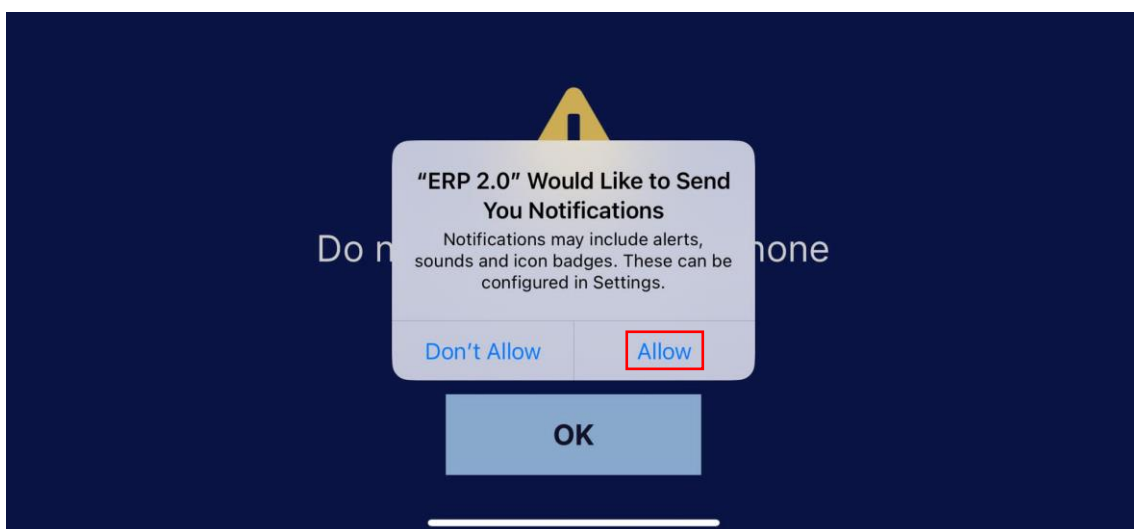 “ERP 2.0” Would Like to Send
You Notifications
Notifications may include alerts,
Do
sounds and icon badges. These can be
configured in Settings.
Don’t Allow Allow
OK